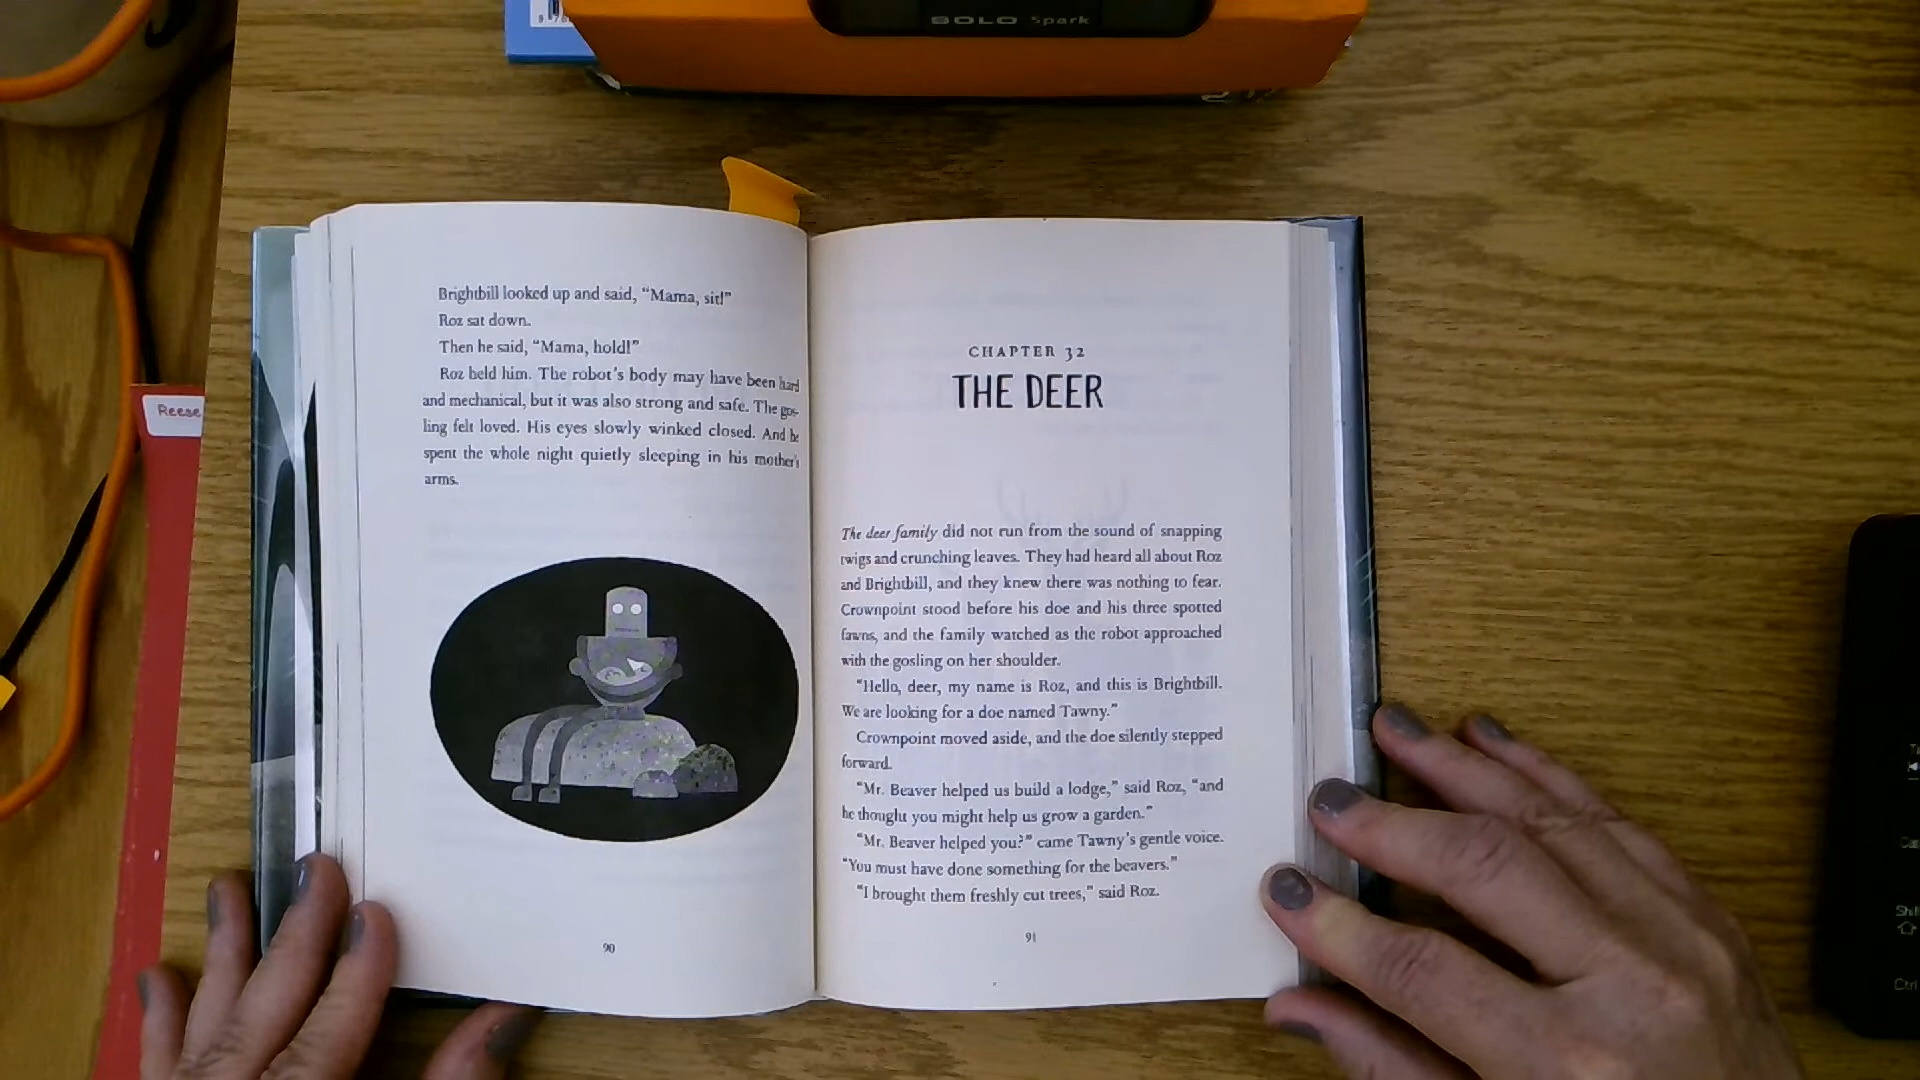 SOLO Spark
Reese
Brightbill looked up and said, “Mama, sit!”
Roz sat down.
Then he said, “Mama, hold!”
Roz held him. The robot’s body may have been hard
and mechanical, but it was also strong and safe. The gos-
ling felt loved. His eyes slowly winked closed. And he
spent the whole night quietly sleeping in his mother’s
arms.
90
CHAPTER 32
THE DEER
The deer family did not run from the sound of snapping
twigs and crunching leaves. They had heard all about Roz
and Brightbill, and they knew there was nothing to fear.
Crownpoint stood before his doe and his three spotted
fawns, and the family watched as the robot approached
with the gosling on her shoulder.
“Hello, deer, my name is Roz, and this is Brightbill.
We are looking for a doe named Tawny.”
Crownpoint moved aside, and the doe silently stepped
forward.
“Mr. Beaver helped us build a lodge,” said Roz, “and
he thought you might help us grow a garden.”
“Mr. Beaver helped you?” came Tawny’s gentle voice.
“You must have done something for the beavers.”
“I brought them freshly cut trees,” said Roz.
91
Ctrl